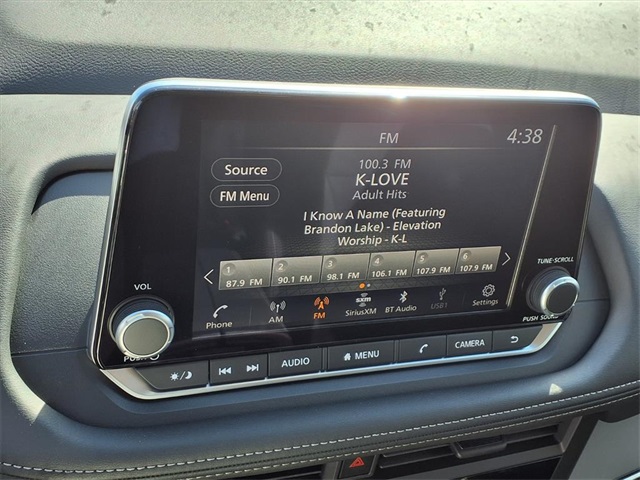 FM
4:38
Source
100.3 FM
K-LOVE
FM Menu
Adult Hits
I Know A Name (Featuring
Brandon Lake) - Elevation
Worship - K-L
1 2 3 4 5 6
87.9 FM 90.1 FM 98.1 FM 106.1 FM 107.9 FM 107.9 FM
Phone AM FM SiriusXM BT Audio USB1 Settings
VOL
TUNE·SCROLL
PUSH
PUSH SOUND
AUDIO MENU CAMERA